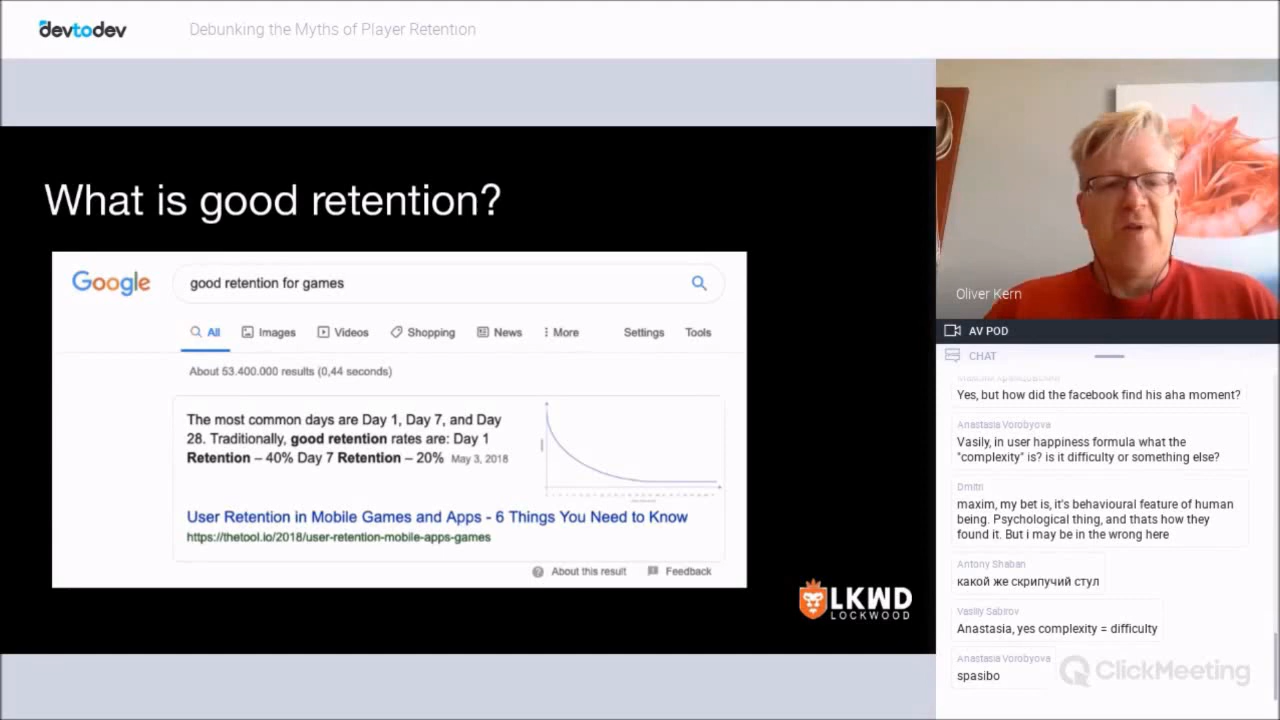 devtodev
Debunking the Myths of Player Retention
What is good retention?
Google
good retention for games
All Images Videos Shopping News More Settings Tools
About 53.400.000 results (0,44 seconds)
The most common days are Day 1, Day 7, and Day
28. Traditionally, good retention rates are: Day 1
Retention – 40% Day 7 Retention – 20% May 3, 2018
User Retention in Mobile Games and Apps - 6 Things You Need to Know
https://thetool.io/2018/user-retention-mobile-apps-games
About this result Feedback
LKWD
LOCKWOOD
Oliver Kern
AV POD
CHAT
Yes, but how did the facebook find his aha moment?
Anastasia Vorobyova
Vasily, in user happiness formula what the
"complexity" is? is it difficulty or something else?
Dmitri
maxim, my bet is, it's behavioural feature of human
being. Psychological thing, and thats how they
found it. But i may be in the wrong here
Antony Shaban
какой же скрипучий стул
Vasiliy Sabirov
Anastasia, yes complexity = difficulty
Anastasia Vorobyova
spasibo
ClickMeeting